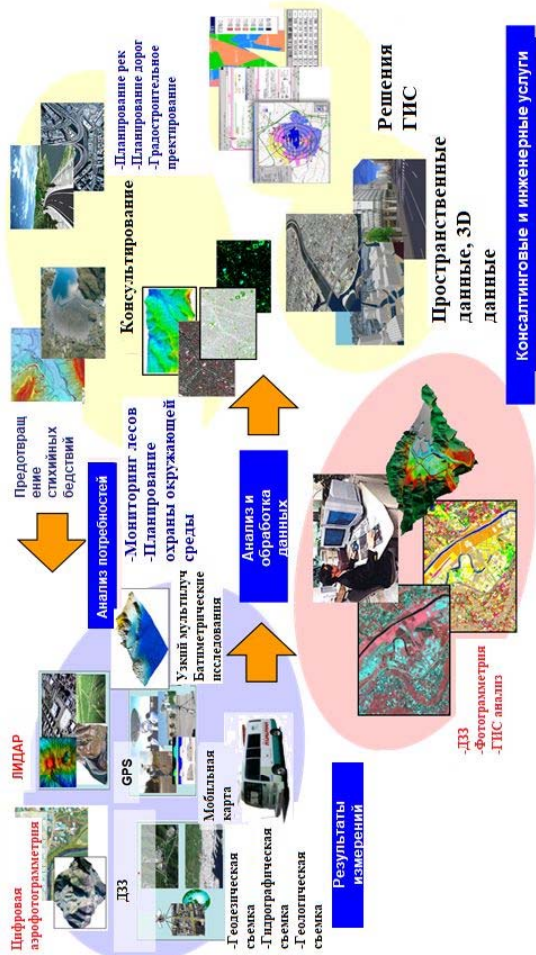 Цифровая
аэрофотограмметрия
ЛИДАР
ДЗЗ
GPS
Узкий мультилуч
Батиметрические
исследования
Мобильная
карта
-Геодезическая
съемка
-Гидрографическая
съемка
-Геологическая
съемка
Результаты
измерений
Анализ потребностей
Предотвращ
ение
стихийных
бедствий
-Мониторинг лесов
-Планирование
охраны окружающей
среды
Консультирование
-Планирование рек
-Планирование дорог
-Градостроительное
пректирование
Анализ и
обработка
данных
-ДЗЗ
-Фотограмметрия
-ГИС анализ
Пространственные
данные, 3D
данные
Решения
ГИС
Консалтинговые и инженерные услуги